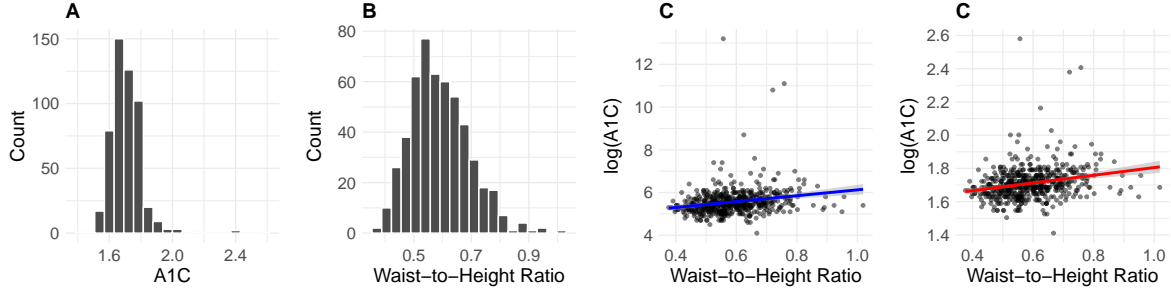 A
150
100
50
0
Count
1.6
2.0
2.4
A1C
B
80
60
40
20
0
Count
0.5
0.7
0.9
Waist-to-Height Ratio
C
12
10
8
6
4
log(A1C)
0.4
0.6
0.8
1.0
Waist-to-Height Ratio
C
2.6
2.4
2.2
2.0
1.8
1.6
1.4
log(A1C)
0.4
0.6
0.8
1.0
Waist-to-Height Ratio